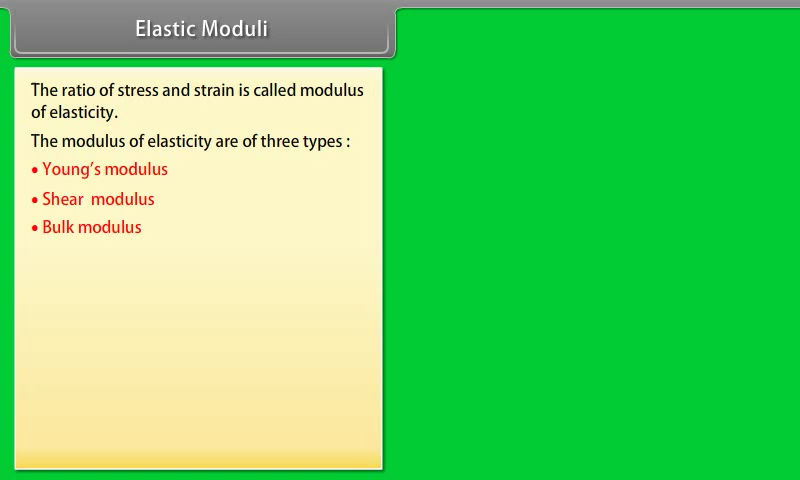 Elastic Moduli
The ratio of stress and strain is called modulus
of elasticity.
The modulus of elasticity are of three types :
• Young's modulus
• Shear modulus
• Bulk modulus